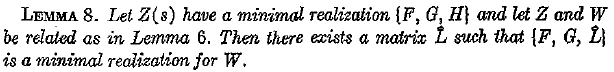 LEMMA 8. Let Z(s) have a minimal realization {F, G, H} and let Z and W
be related as in Lemma 6. Then there exists a matrix L̂ such that {F, G, L̂}
is a minimal realization for W.